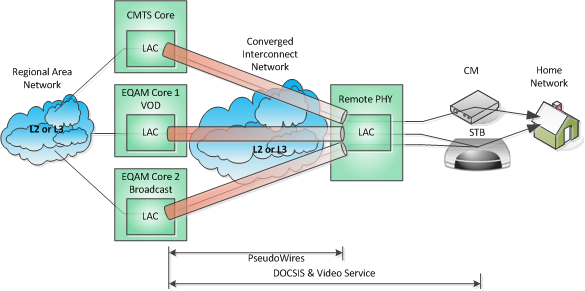 CMTS Core
LAC
Converged
Interconnect
Network
Regional Area
Network
L2 or L3
EQAM Core 1
VOD
LAC
L2 or L3
Remote PHY
LAC
CM
STB
Home
Network
EQAM Core 2
Broadcast
LAC
PseudoWires
DOCSIS & Video Service